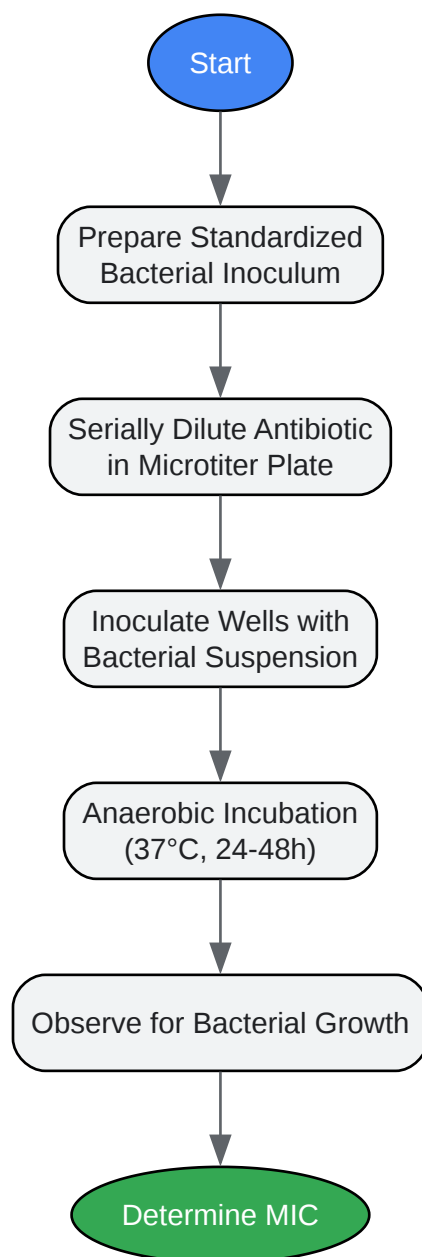 Start
Prepare Standardized
Bacterial Inoculum
Serially Dilute Antibiotic
in Microtiter Plate
Inoculate Wells with
Bacterial Suspension
Anaerobic Incubation
(37°C, 24-48h)
Observe for Bacterial Growth
Determine MIC